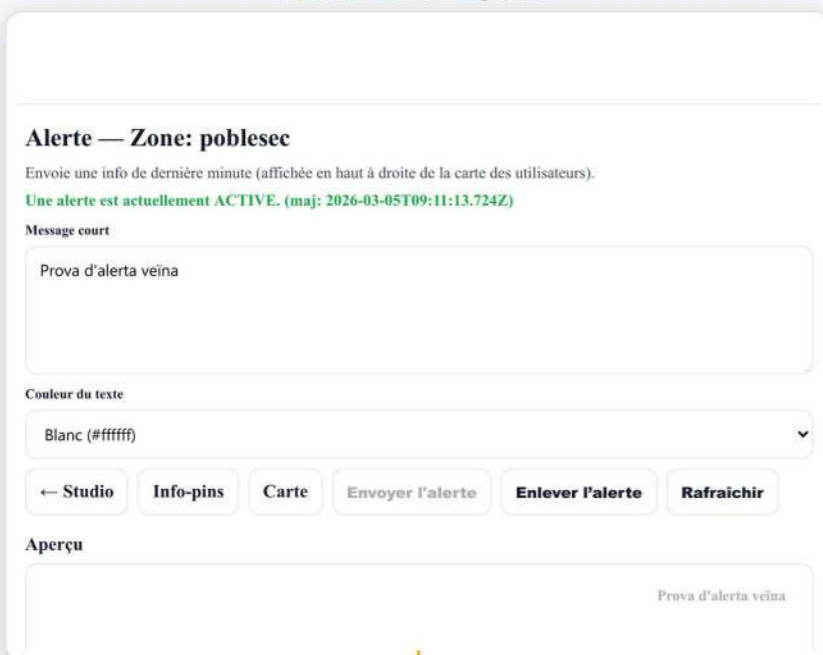 Alerte — Zone: poblesec
Envoie une info de dernière minute (affichée en haut à droite de la carte des utilisateurs).
Une alerte est actuellement ACTIVE. (maj: 2026-03-05T09:11:13.724Z)
Message court
Prova d'alerta veïna
Couleur du texte
Blanc (#ffffff)
← Studio Info-pins Carte Envoyer l'alerte Enlever l’alerte Rafraîchir
Aperçu
Prova d'alerta veïna